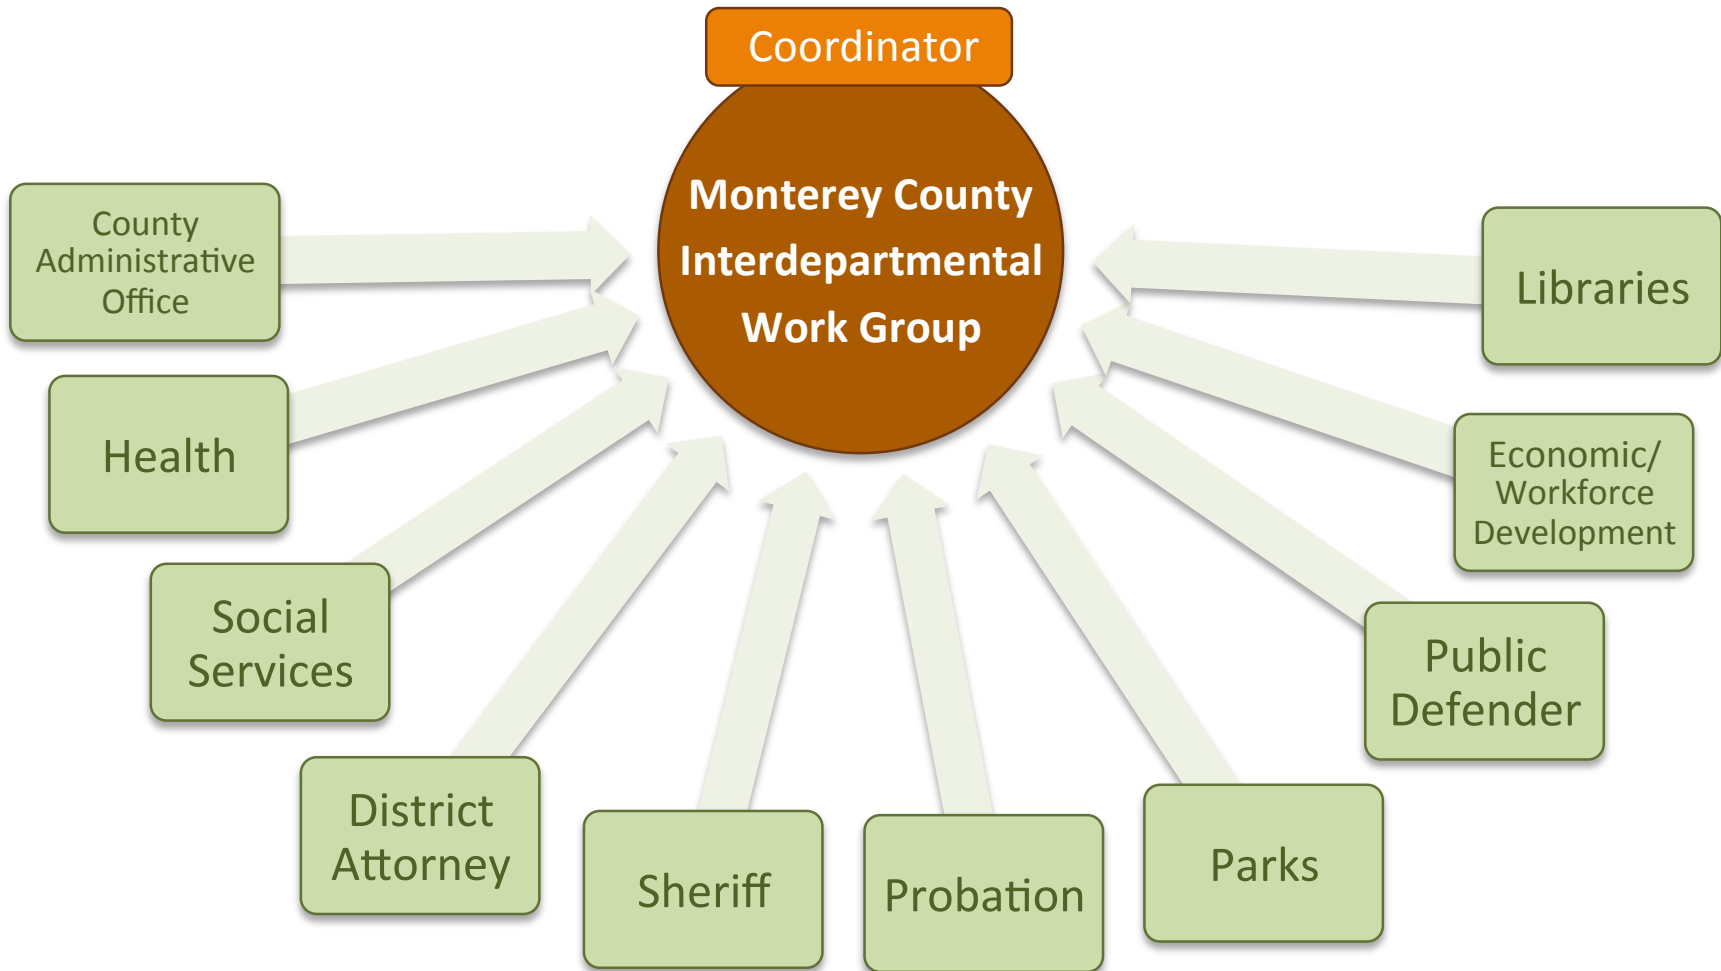 Coordinator
Monterey County
Interdepartmental
Work Group
County
Administrative
Office
Health
Social
Services
District
Attorney
Sheriff
Probation
Parks
Public
Defender
Economic/
Workforce
Development
Libraries